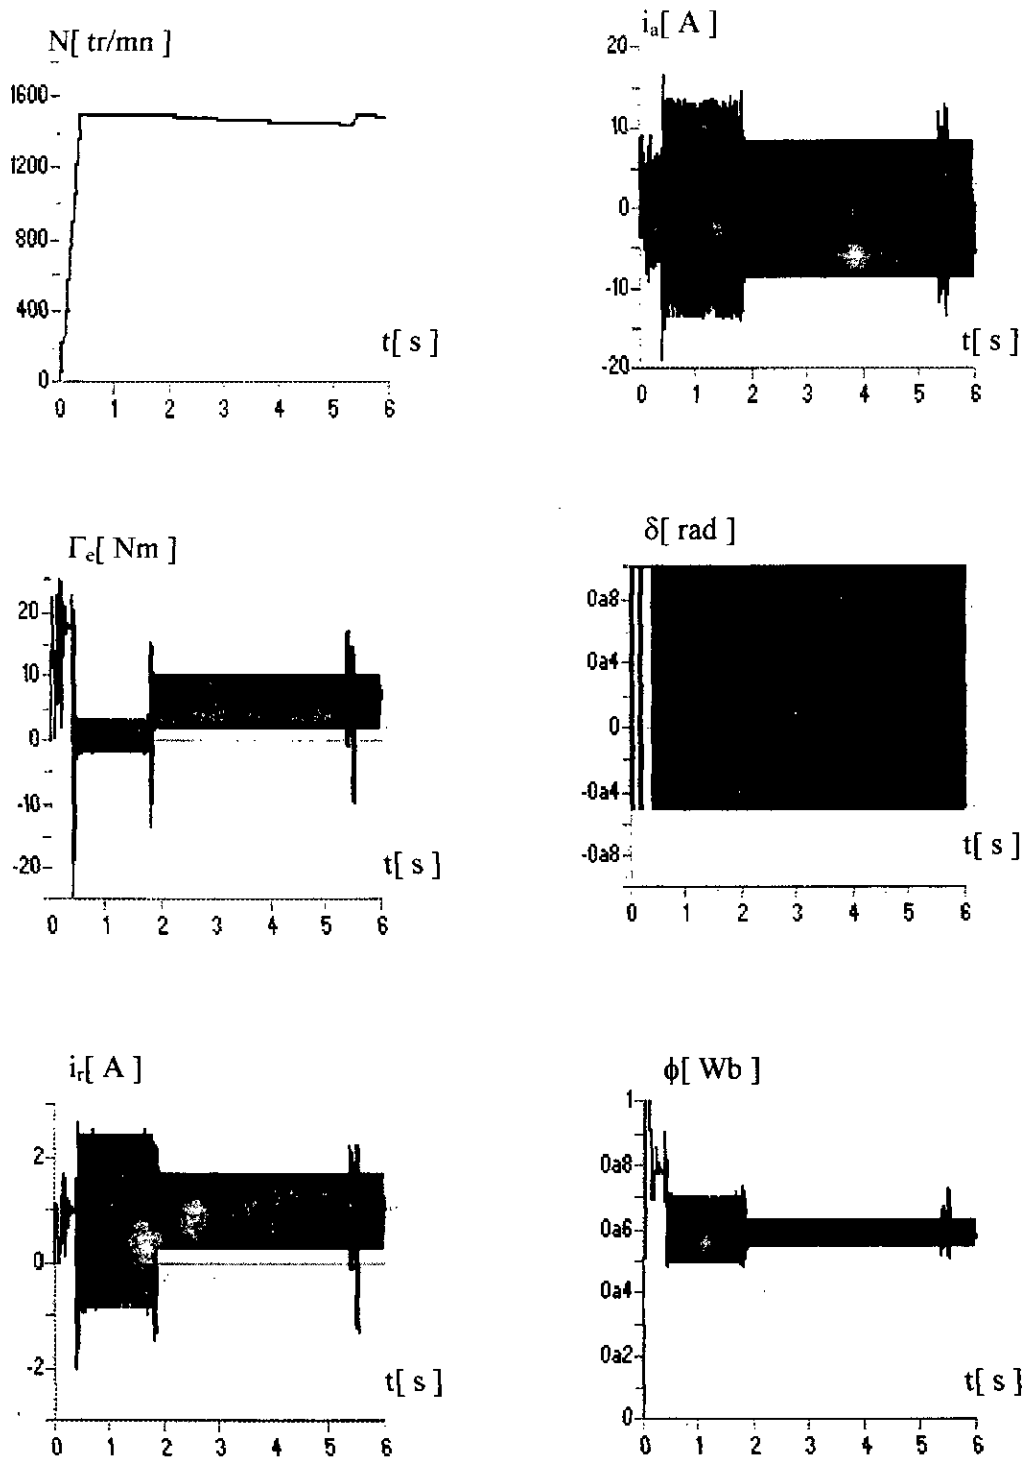 N[ tr/mn ]
1600
1200
800
400
0
t[ s ]
0 1 2 3 4 5 6
iₐ[ A ]
20
10
0
-10
-20
t[ s ]
0 1 2 3 4 5 6
Γₑ[ Nm ]
20
10
0
-10
-20
t[ s ]
0 1 2 3 4 5 6
δ[ rad ]
0a8
0a4
0
-0a4
-0a8
t[ s ]
0 1 2 3 4 5 6
iᵣ[ A ]
2
0
-2
t[ s ]
0 1 2 3 4 5 6
ϕ[ Wb ]
1
0a8
0a6
0a4
0a2
0
t[ s ]
0 1 2 3 4 5 6